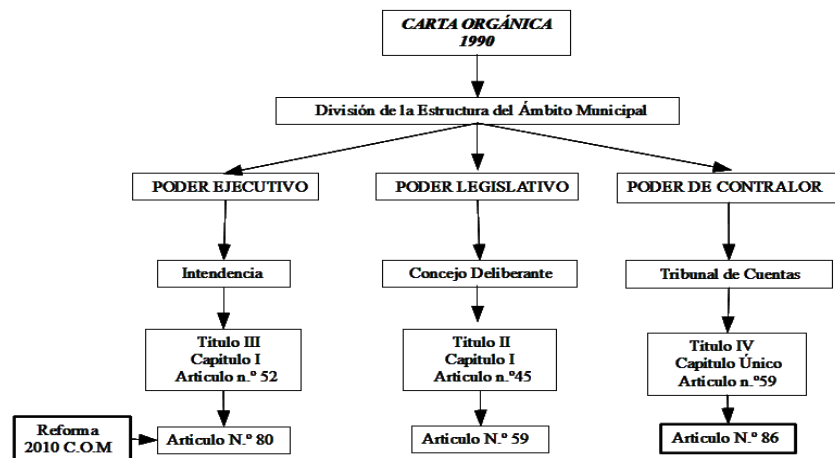 CARTA ORGÁNICA
1990
División de la Estructura del Ámbito Municipal
PODER EJECUTIVO
PODER LEGISLATIVO
PODER DE CONTRALOR
Intendencia
Concejo Deliberante
Tribunal de Cuentas
Titulo III
Capitulo I
Articulo n.º 52
Titulo II
Capitulo I
Articulo n.º45
Titulo IV
Capitulo Único
Articulo n.º59
Reforma
2010 C.O.M
Articulo N.º 80
Articulo N.º 59
Articulo N.º 86